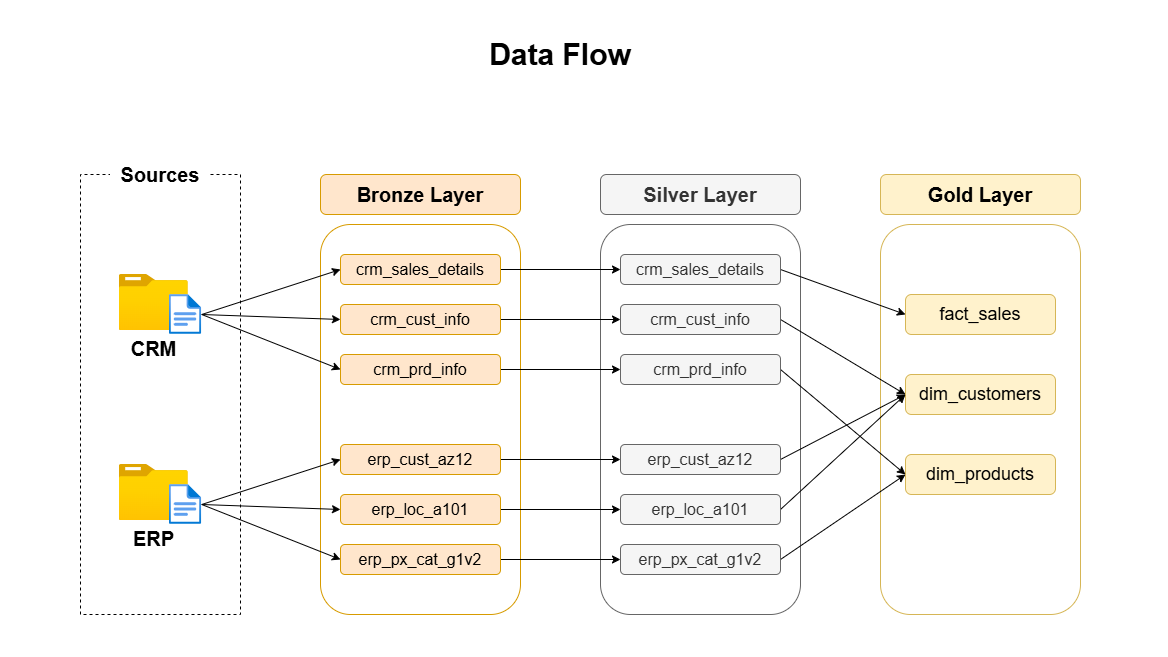 Data Flow
Sources
Bronze Layer
Silver Layer
Gold Layer
CRM
ERP
crm_sales_details
crm_cust_info
crm_prd_info
erp_cust_az12
erp_loc_a101
erp_px_cat_g1v2
crm_sales_details
crm_cust_info
crm_prd_info
erp_cust_az12
erp_loc_a101
erp_px_cat_g1v2
fact_sales
dim_customers
dim_products